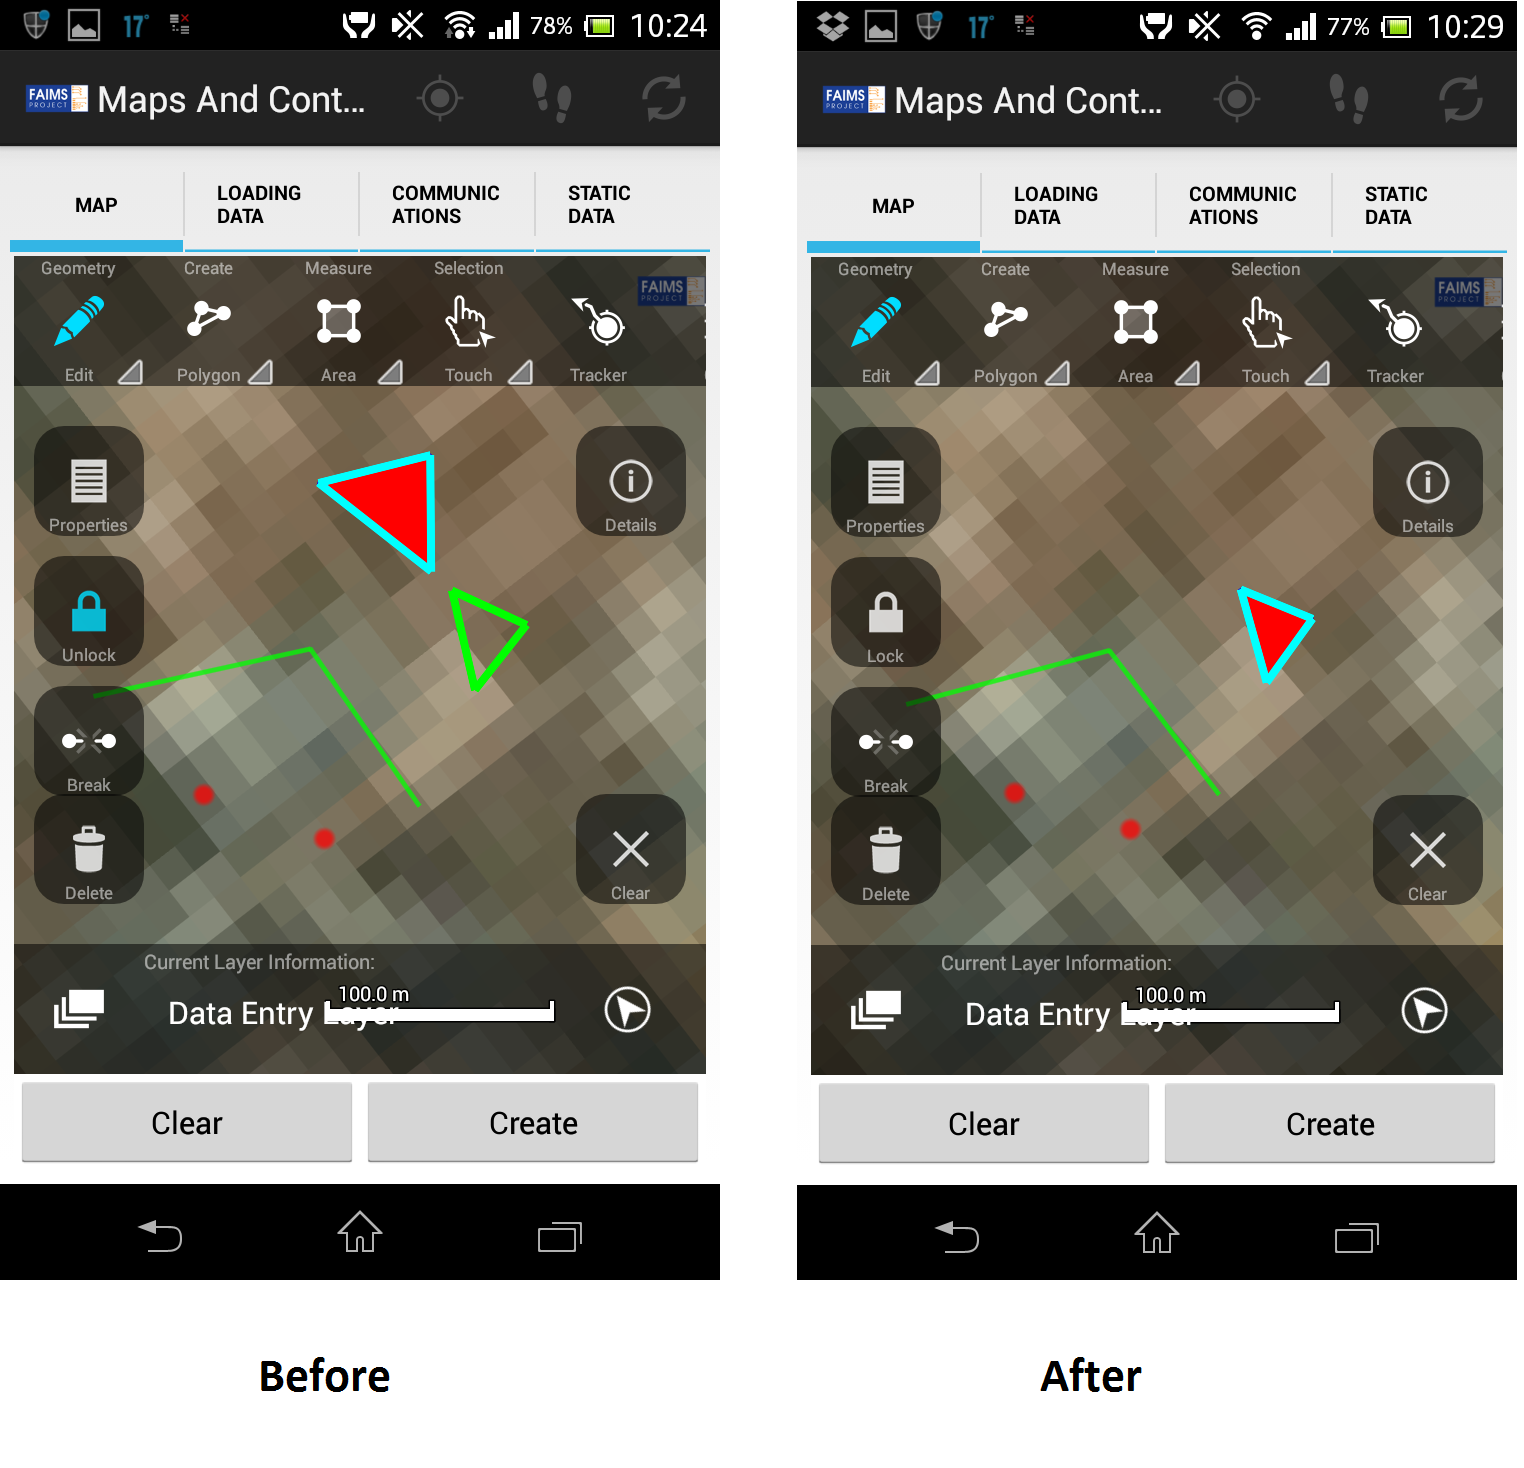 17°
78%
10:24
FAIMS
PROJECT
Maps And Cont...
MAP
LOADING
DATA
COMMUNIC
ATIONS
STATIC
DATA
Geometry
Create
Measure
Selection
FAIMS
PROJECT
Edit
Polygon
Area
Touch
Tracker
Properties
Details
Unlock
Break
Delete
Clear
Current Layer Information:
100.0 m
Data Entry Layer
Clear
Create
Before
17°
77%
10:29
FAIMS
PROJECT
Maps And Cont...
MAP
LOADING
DATA
COMMUNIC
ATIONS
STATIC
DATA
Geometry
Create
Measure
Selection
FAIMS
PROJECT
Edit
Polygon
Area
Touch
Tracker
Properties
Details
Lock
Break
Delete
Clear
Current Layer Information:
100.0 m
Data Entry Layer
Clear
Create
After